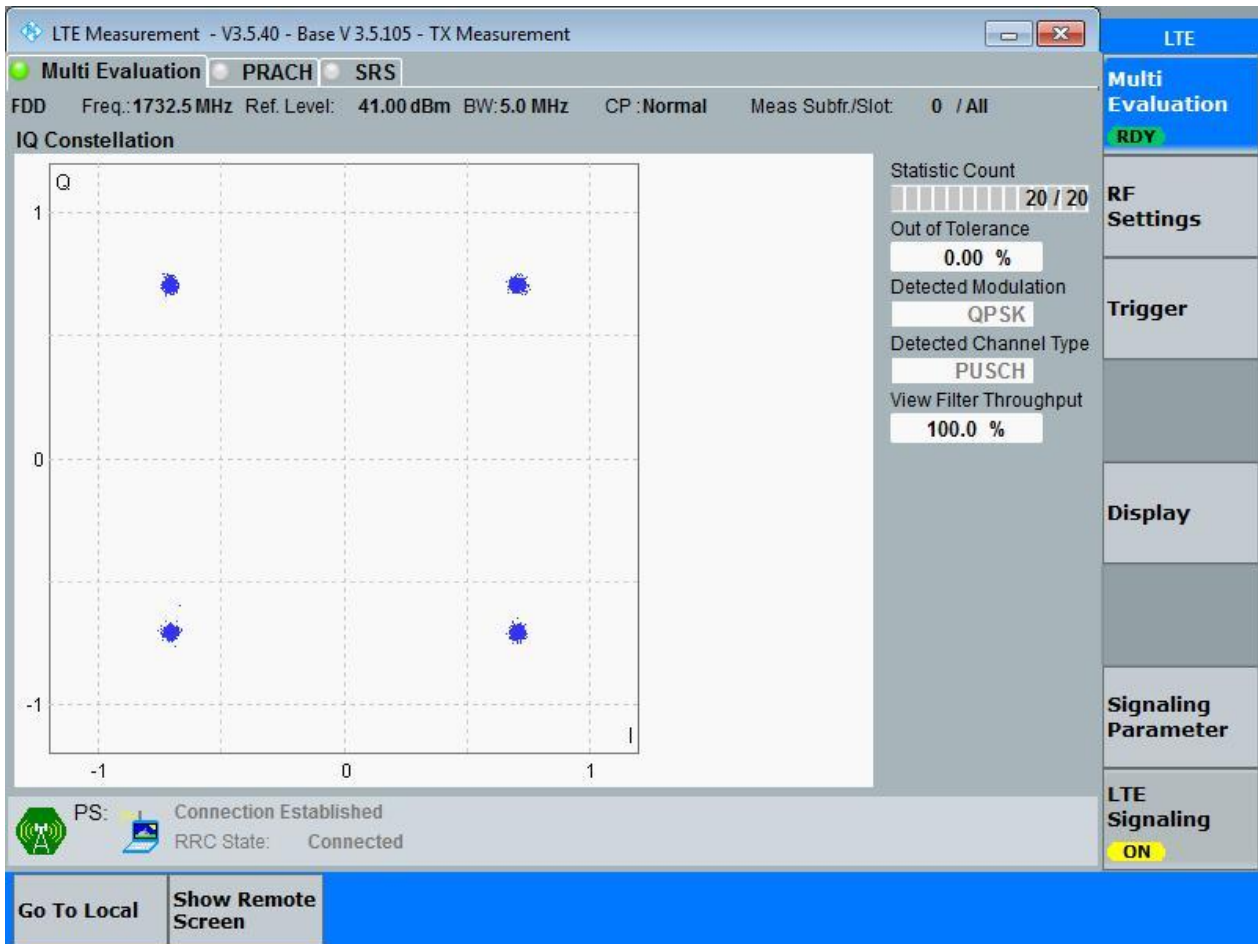 LTE Measurement - V3.5.40 - Base V 3.5.105 - TX Measurement
Multi Evaluation PRACH SRS
FDD Freq.: 1732.5 MHz Ref. Level: 41.00 dBm BW: 5.0 MHz CP : Normal Meas Subfr./Slot: 0 / All
IQ Constellation
Q
1
0
-1
I
-1 0 1
Statistic Count
20 / 20
Out of Tolerance
0.00 %
Detected Modulation
QPSK
Detected Channel Type
PUSCH
View Filter Throughput
100.0 %
PS: Connection Established
RRC State: Connected
LTE
Multi
Evaluation
RDY
RF
Settings
Trigger
Display
Signaling
Parameter
LTE
Signaling
ON
Go To Local
Show Remote
Screen